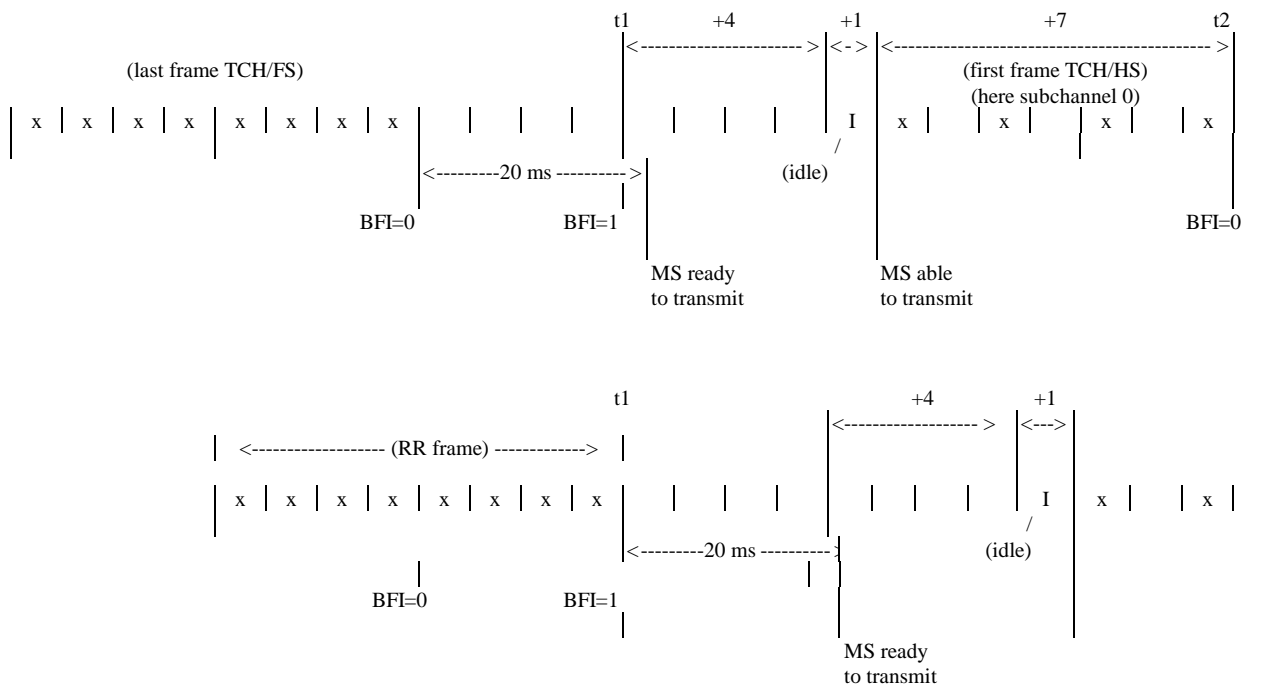 t1 +4 +1 +7 t2
<----------------------- > <- > <--------------------------------------------- >
(last frame TCH/FS) (first frame TCH/HS)
(here subchannel 0)
x x x x x x x x I x x x x
/
<---------20 ms ---------- > (idle)
BFI=0 BFI=1 BFI=0
MS ready MS able
to transmit to transmit
t1 +4 +1
<------------------- > <--->
<------------------ (RR frame) ------------->
x x x x x x x x I x x
/
<---------20 ms ---------- > (idle)
BFI=0 BFI=1
MS ready
to transmit